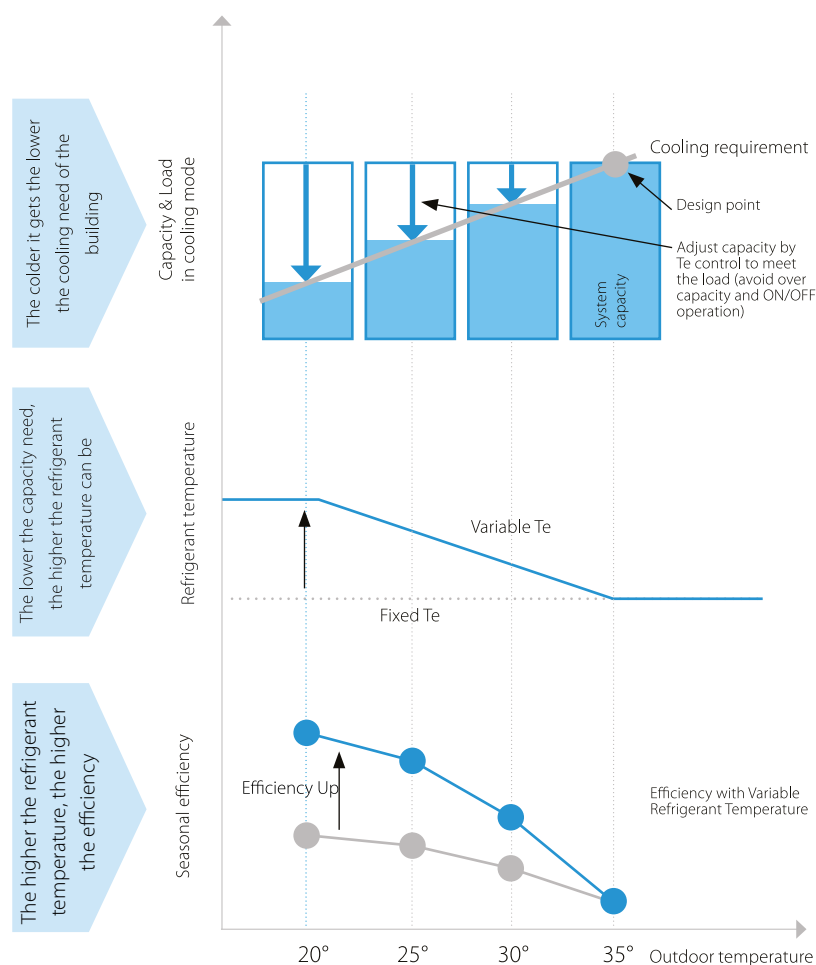 The colder it gets the lower
the cooling need of the
building
Capacity & Load
in cooling mode
Cooling requirement
Design point
Adjust capacity by
Te control to meet
the load (avoid over
capacity and ON/OFF
operation)
System
capacity
The lower the capacity need,
the higher the refrigerant
temperature can be
Refrigerant temperature
Variable Te
Fixed Te
The higher the refrigerant
temperature, the higher
the efficiency
Seasonal efficiency
Efficiency Up
Efficiency with Variable
Refrigerant Temperature
20° 25° 30° 35° Outdoor temperature